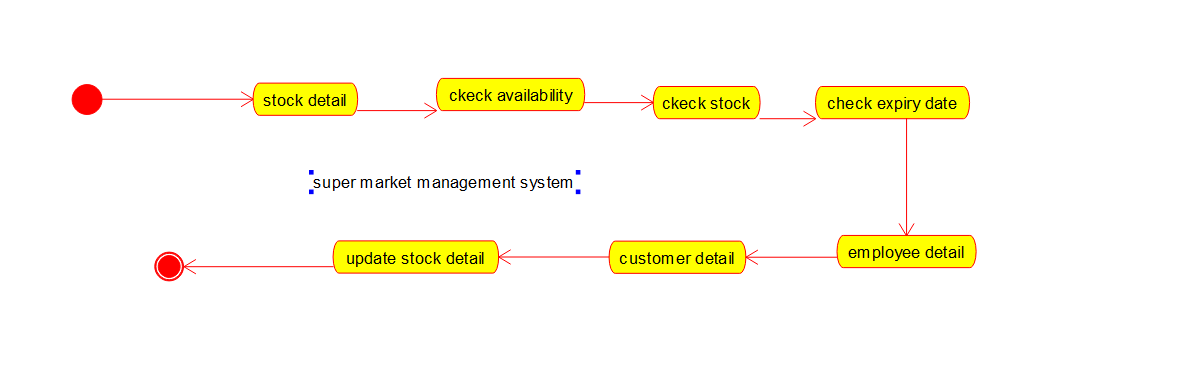 stock detail
ckeck availability
ckeck stock
check expiry date
super market management system
update stock detail
customer detail
employee detail